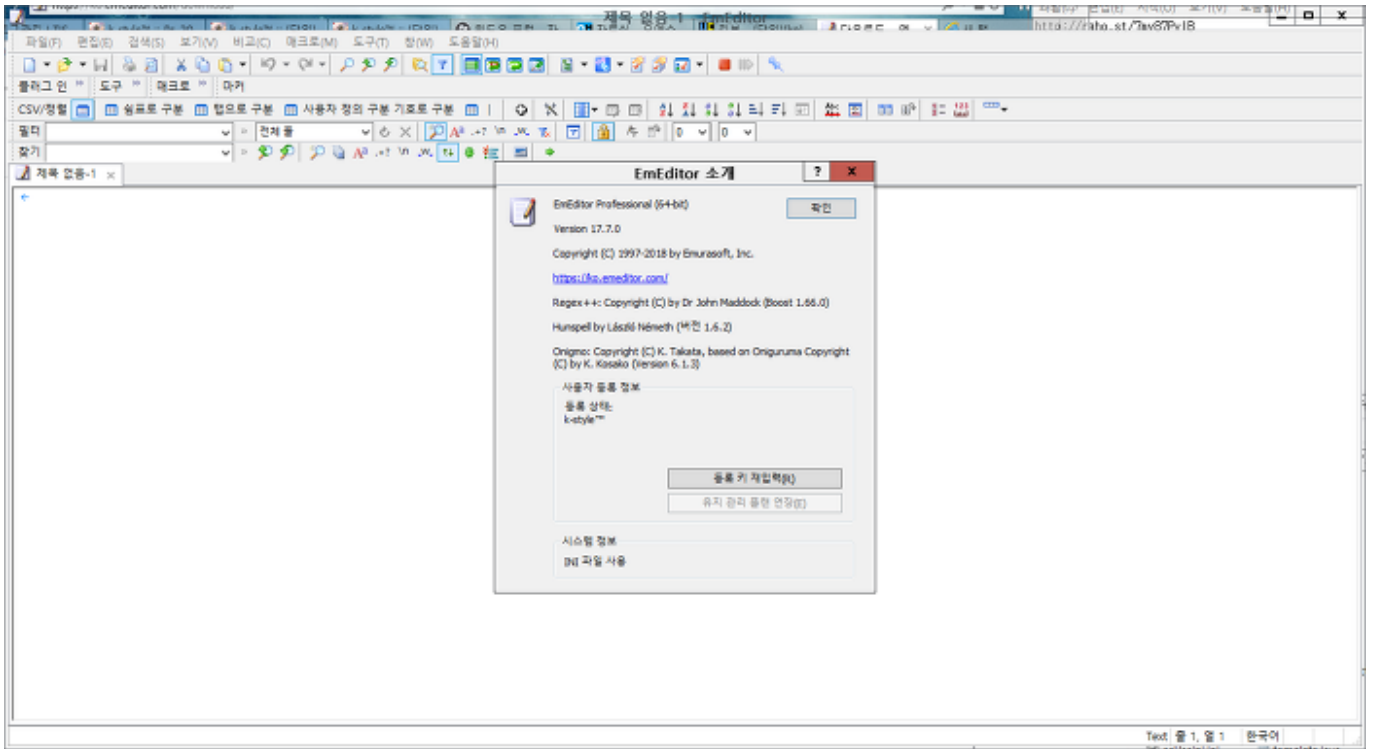 제목 없음-1 - EmEditor
파일(F) 편집(E) 검색(S) 보기(V) 비교(C) 매크로(M) 도구(T) 창(W) 도움말(H)
플러그 인 도구 매크로 마커
CSV/정렬 쉼표로 구분 탭으로 구분 사용자 정의 구분 기호로 구분
필터 전체 열 0 0
찾기
제목 없음-1
EmEditor 소개
EmEditor Professional (64-bit)
확인
Version 17.7.0
Copyright (C) 1997-2018 by Emurasoft, Inc.
https://ko.emeditor.com/
Regex++: Copyright (C) by Dr John Maddock (Boost 1.66.0)
Hunspell by László Németh (버전 1.6.2)
Onigmo: Copyright (C) K. Takata, based on Oniguruma Copyright
(C) by K. Kosako (Version 6.1.3)
사용자 등록 정보
등록 상태:
k-style™
등록 키 재입력(R)
유지 관리 플랜 연장(E)
시스템 정보
INI 파일 사용
Text 줄 1, 열 1 한국어